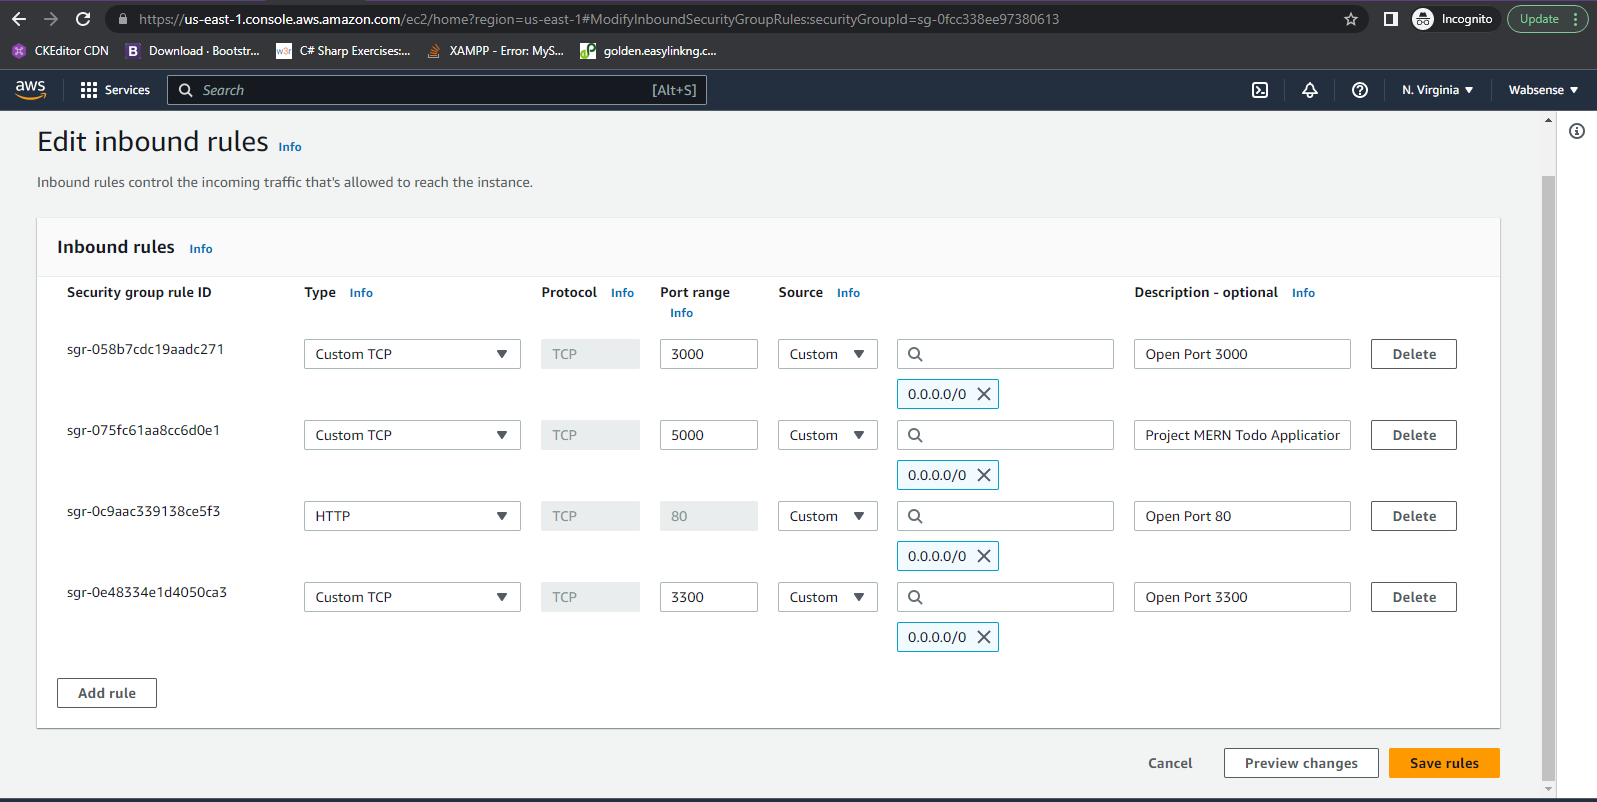 https://us-east-1.console.aws.amazon.com/ec2/home?region=us-east-1#ModifyInboundSecurityGroupRules:securityGroupId=sg-0fcc338ee97380613
Incognito
Update
CKEditor CDN
B Download · Bootstr...
w3r C# Sharp Exercises:...
XAMPP - Error: MyS...
golden.easylinkng.c...
aws
Services
Search [Alt+S]
N. Virginia
Wabsense
Edit inbound rules Info
Inbound rules control the incoming traffic that's allowed to reach the instance.
Inbound rules Info
Security group rule ID Type Info Protocol Info Port range Source Info Description - optional Info
Info
sgr-058b7cdc19aadc271 Custom TCP TCP 3000 Custom Open Port 3000 Delete
0.0.0.0/0
sgr-075fc61aa8cc6d0e1 Custom TCP TCP 5000 Custom Project MERN Todo Application Delete
0.0.0.0/0
sgr-0c9aac339138ce5f3 HTTP TCP 80 Custom Open Port 80 Delete
0.0.0.0/0
sgr-0e48334e1d4050ca3 Custom TCP TCP 3300 Custom Open Port 3300 Delete
0.0.0.0/0
Add rule
Cancel Preview changes Save rules